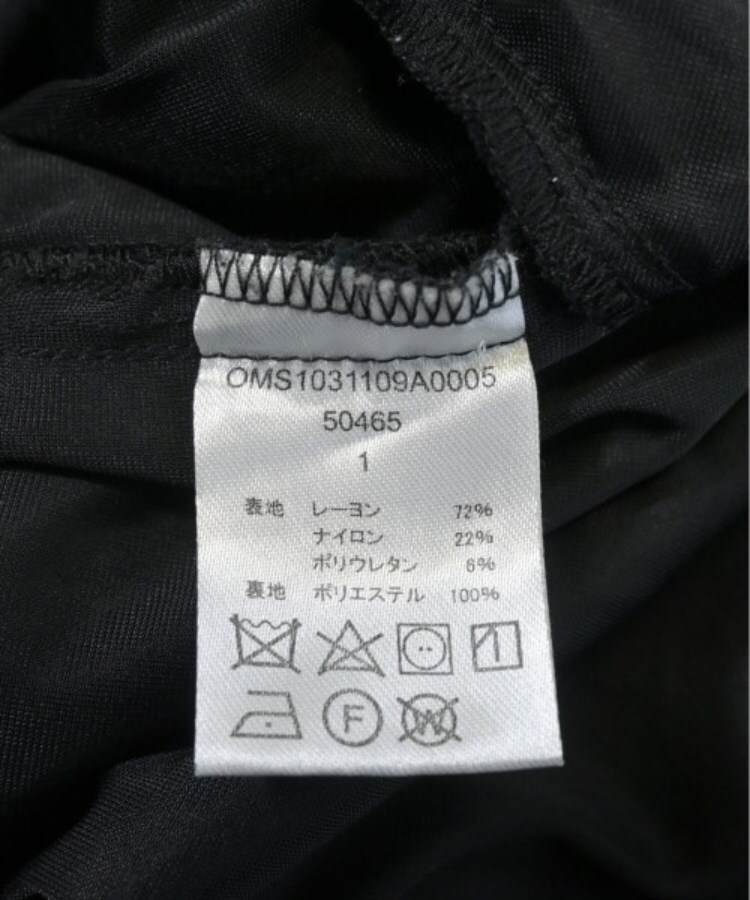 OMS1031109A0005
50465
1
表地 レーヨン 72%
ナイロン 22%
ポリウレタン 6%
裏地 ポリエステル 100%
F W